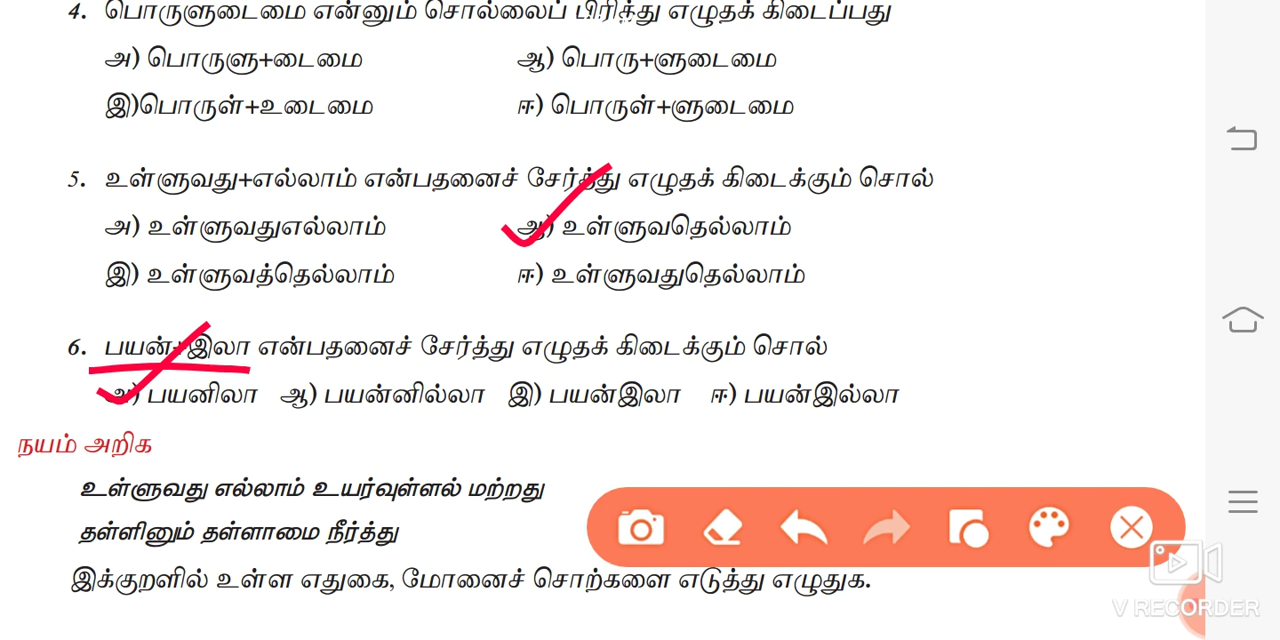 4. பொருளுடைமை என்னும் சொல்லைப் பிரித்து எழுதக் கிடைப்பது
அ) பொருளு+டைமை ஆ) பொரு+ளுடைமை
இ)பொருள்+உடைமை ஈ) பொருள்+ளுடைமை
5. உள்ளுவது+எல்லாம் என்பதனைச் சேர்த்து எழுதக் கிடைக்கும் சொல்
அ) உள்ளுவதுஎல்லாம் ஆ) உள்ளுவதெல்லாம்
இ) உள்ளுவத்தெல்லாம் ஈ) உள்ளுவதுதெல்லாம்
6. பயன்+இலா என்பதனைச் சேர்த்து எழுதக் கிடைக்கும் சொல்
அ) பயனிலா ஆ) பயன்னில்லா இ) பயன்இலா ஈ) பயன்இல்லா
நயம் அறிக
உள்ளுவது எல்லாம் உயர்வுள்ளல் மற்றது
தள்ளினும் தள்ளாமை நீர்த்து
இக்குறளில் உள்ள எதுகை, மோனைச் சொற்களை எடுத்து எழுதுக.
V RECORDER